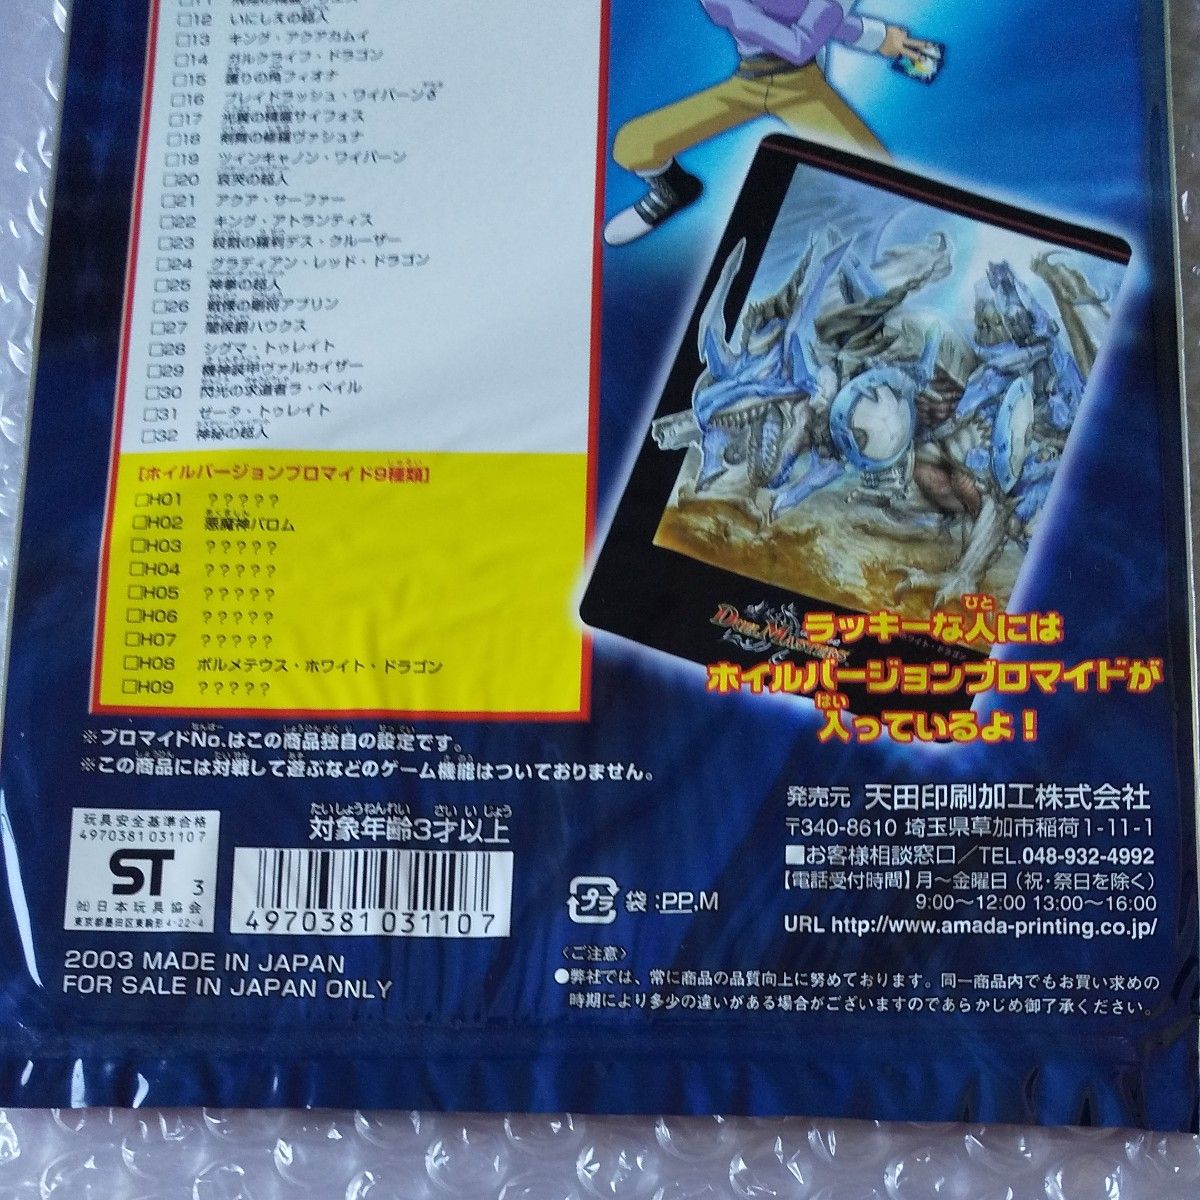 □12 いにしえの超人
□13 キング・アクアカムイ
□14 ガルクライフ・ドラゴン
□15 護りの角フィオナ
□16 ブレイドラッシュ・ワイバーンδ
□17 光翼の精霊サイフォス
□18 剣舞の修羅ヴァシュナ
□19 ツインキャノン・ワイバーン
□20 哀哭の超人
□21 アクア・サーファー
□22 キング・アトランティス
□23 殺戮の羅刹デス・クルーザー
□24 グラディアン・レッド・ドラゴン
□25 神拳の超人
□26 戦慄の剛将アブリン
□27 闇侯爵ハウクス
□28 シグマ・トゥレイト
□29 機神装甲ヴァルカイザー
□30 閃光の求道者ラ・ベイル
□31 ゼータ・トゥレイト
□32 神秘の超人
[ホイルバージョンブロマイド9種類]
□H01 ?????
□H02 悪魔神バロム
□H03 ?????
□H04 ?????
□H05 ?????
□H06 ?????
□H07 ?????
□H08 ボルメテウス・ホワイト・ドラゴン
□H09 ?????
DUEL MASTERS
ラッキーな人には
ホイルバージョンブロマイドが
入っているよ!
※ブロマイドNo.はこの商品独自の設定です。
※この商品には対戦して遊ぶなどのゲーム機能はついておりません。
玩具安全基準合格
4970381031107
ST 3
㈳日本玩具協会
東京都墨田区東駒形4-22-4
対象年齢3才以上
4970381031107
2003 MADE IN JAPAN
FOR SALE IN JAPAN ONLY
プラ 袋:PP,M
発売元 天田印刷加工株式会社
〒340-8610 埼玉県草加市稲荷1-11-1
■お客様相談窓口/TEL.048-932-4992
【電話受付時間】月〜金曜日(祝・祭日を除く)
9:00〜12:00 13:00〜16:00
URL http://www.amada-printing.co.jp/
〈ご注意〉
●弊社では、常に商品の品質向上に努めております。同一商品内でもお買い求めの
時期により多少の違いがある場合がございますのであらかじめ御了承ください。